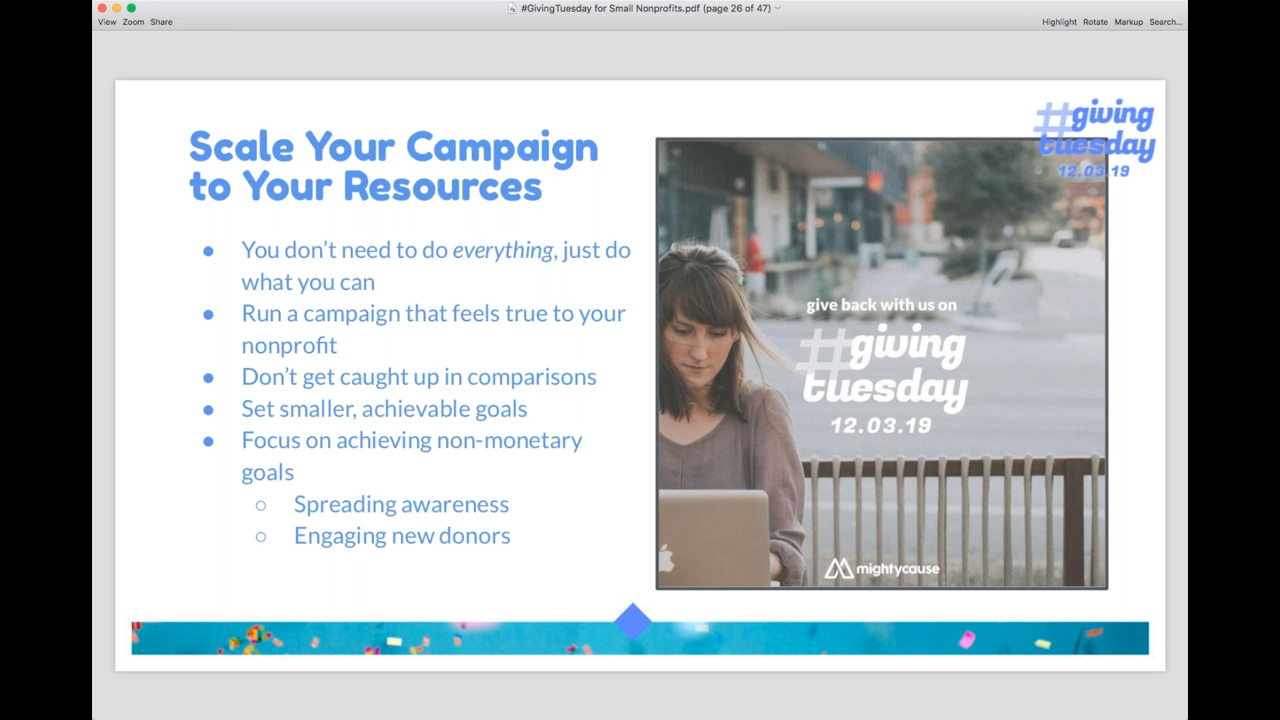 #GivingTuesday for Small Nonprofits.pdf (page 26 of 47)
View Zoom Share
Highlight Rotate Markup Search...
#giving
tuesday
12.03.19
Scale Your Campaign
to Your Resources
● You don’t need to do everything, just do
what you can
● Run a campaign that feels true to your
nonprofit
● Don’t get caught up in comparisons
● Set smaller, achievable goals
● Focus on achieving non-monetary
goals
○ Spreading awareness
○ Engaging new donors
give back with us on
#giving
tuesday
12.03.19
mightycause